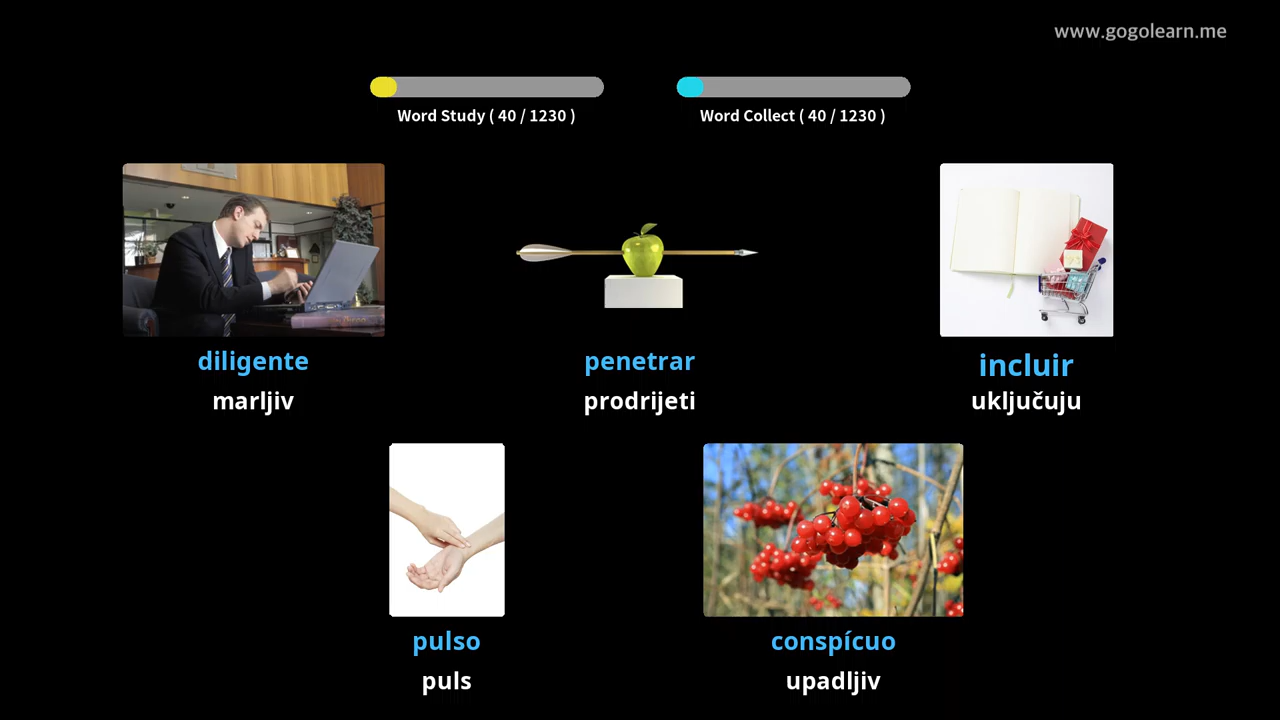 www.gogolearn.me
Word Study ( 40 / 1230 )
Word Collect ( 40 / 1230 )
diligente
marljiv
penetrar
prodrijeti
incluir
uključuju
pulso
puls
conspícuo
upadljiv